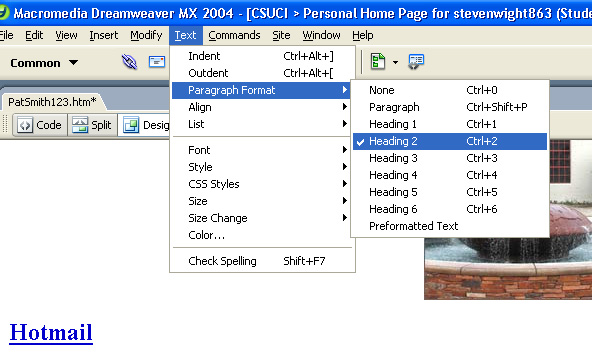 Macromedia Dreamweaver MX 2004 - [CSUCI > Personal Home Page for stevenwight863 (Stude
File Edit View Insert Modify Text Commands Site Window Help
Common
PatSmith123.htm*
Code Split Desig
Indent Ctrl+Alt+]
Outdent Ctrl+Alt+[
Paragraph Format
Align
List
Font
Style
CSS Styles
Size
Size Change
Color...
Check Spelling Shift+F7
None Ctrl+0
Paragraph Ctrl+Shift+P
Heading 1 Ctrl+1
Heading 2 Ctrl+2
Heading 3 Ctrl+3
Heading 4 Ctrl+4
Heading 5 Ctrl+5
Heading 6 Ctrl+6
Preformatted Text
Hotmail